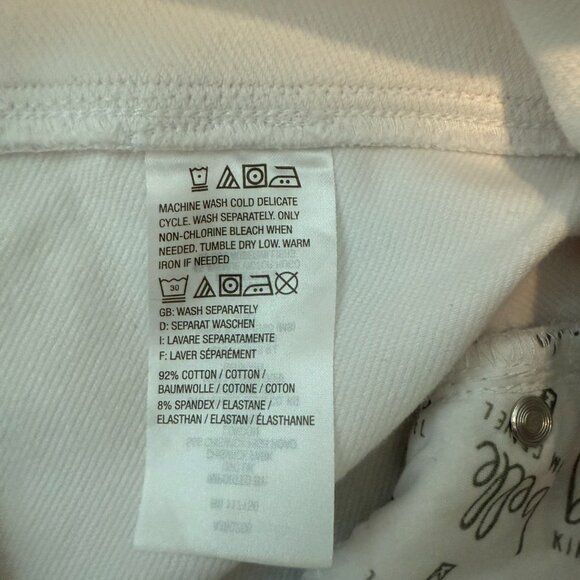 MACHINE WASH COLD DELICATE
CYCLE. WASH SEPARATELY. ONLY
NON-CHLORINE BLEACH WHEN
NEEDED. TUMBLE DRY LOW. WARM
IRON IF NEEDED
30
GB: WASH SEPARATELY
D: SEPARAT WASCHEN
I: LAVARE SEPARATAMENTE
F: LAVER SÉPARÉMENT
92% COTTON / COTTON /
BAUMWOLLE / COTONE / COTON
8% SPANDEX / ELASTANE /
ELASTHAN / ELASTAN / ÉLASTHANNE
belle